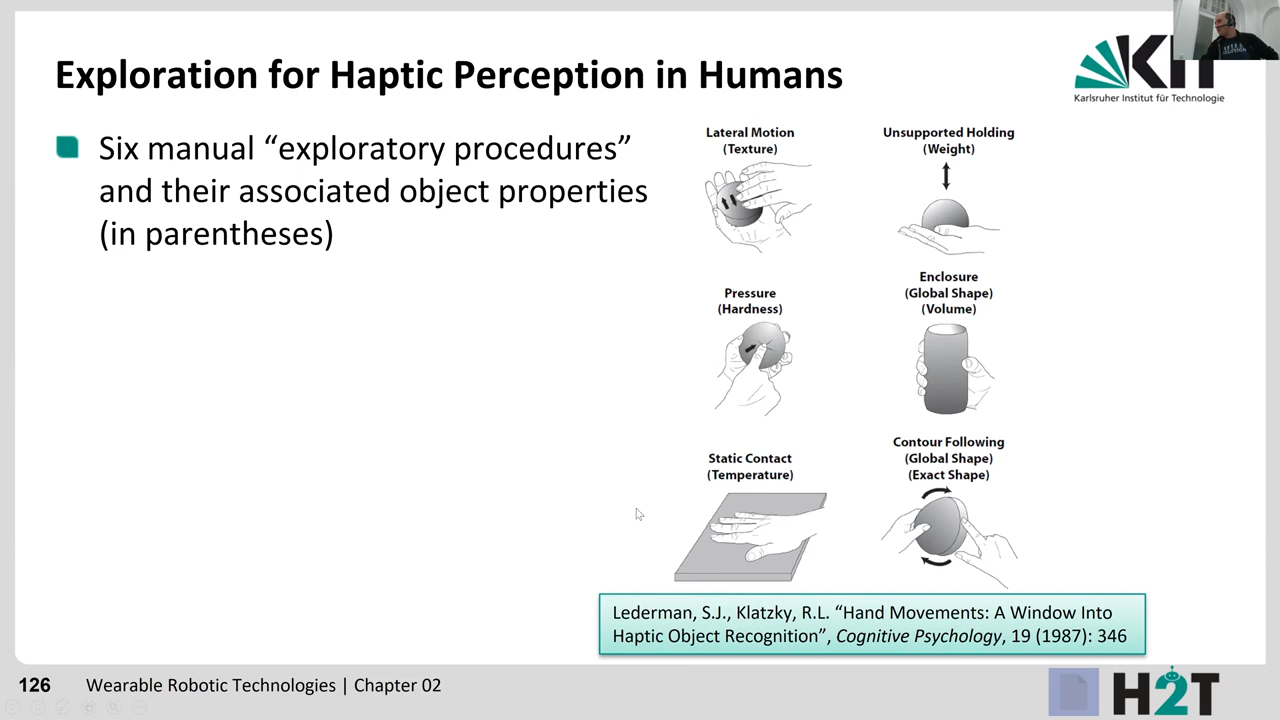 Exploration for Haptic Perception in Humans
KIT
Karlsruher Institut für Technologie
Six manual “exploratory procedures”
and their associated object properties
(in parentheses)
Lateral Motion
(Texture)
Unsupported Holding
(Weight)
Pressure
(Hardness)
Enclosure
(Global Shape)
(Volume)
Static Contact
(Temperature)
Contour Following
(Global Shape)
(Exact Shape)
Lederman, S.J., Klatzky, R.L. “Hand Movements: A Window Into
Haptic Object Recognition”, Cognitive Psychology, 19 (1987): 346
126 Wearable Robotic Technologies | Chapter 02
H2T